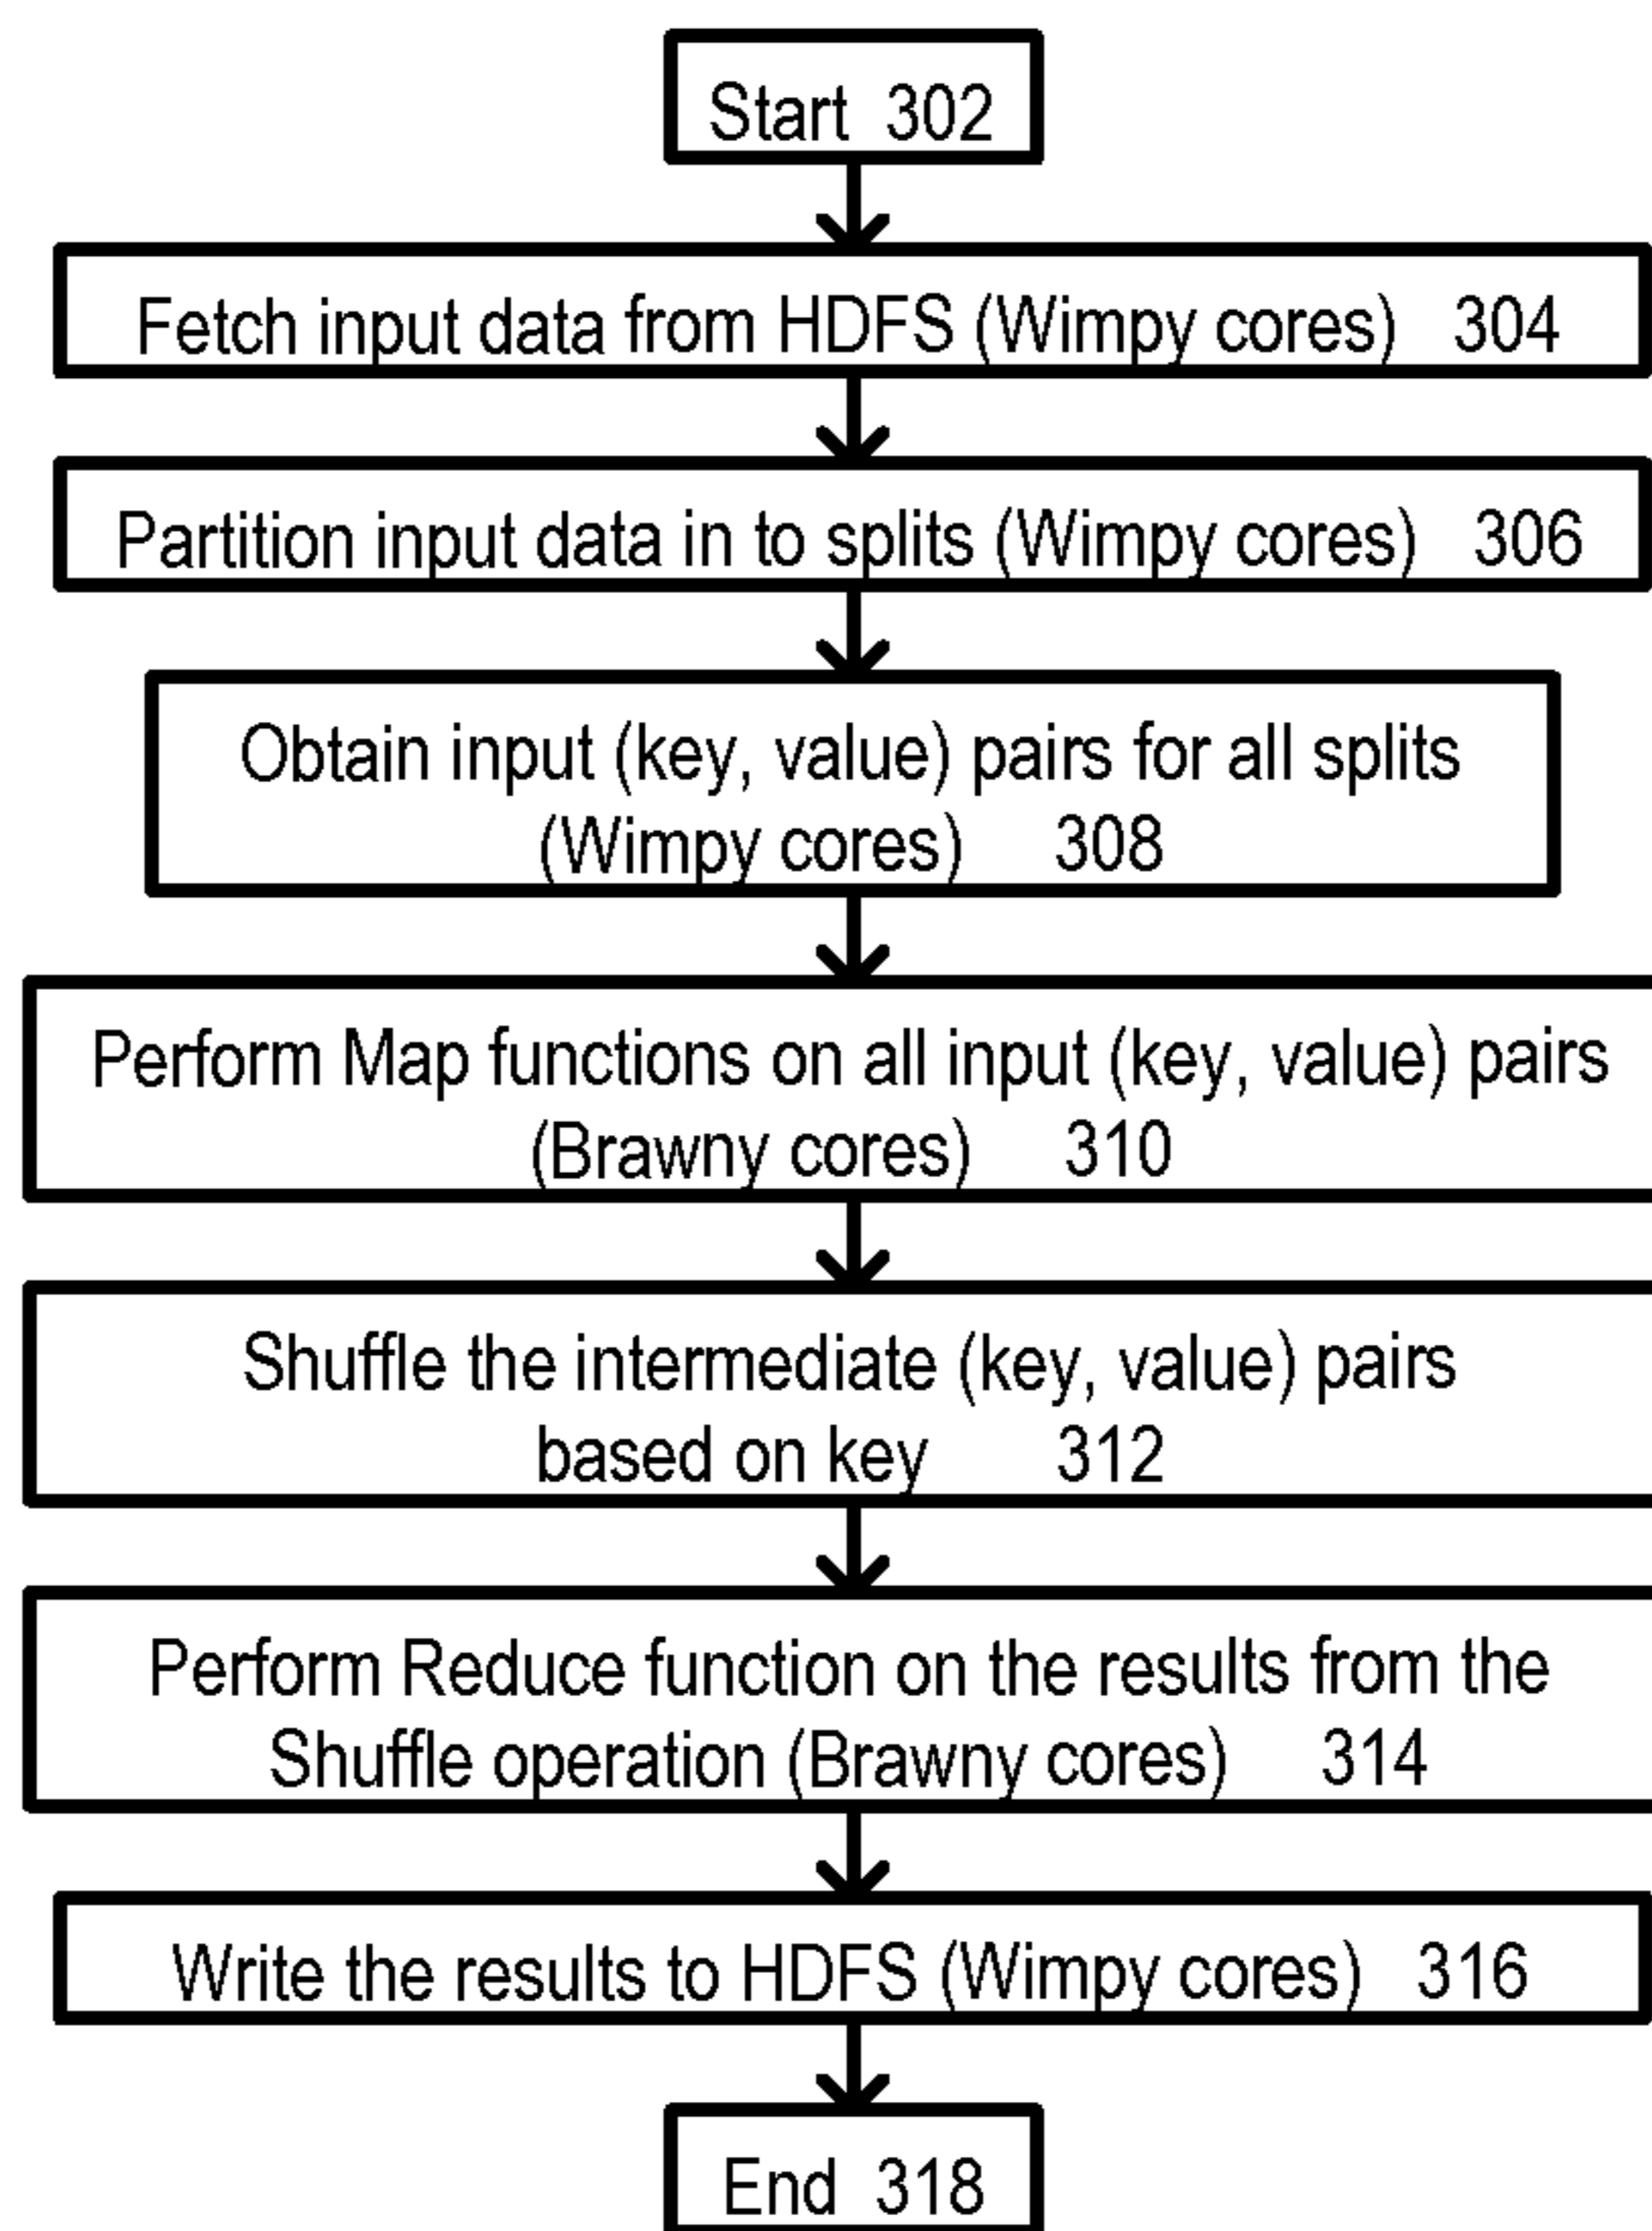 Start 302
Fetch input data from HDFS (Wimpy cores) 304
Partition input data in to splits (Wimpy cores) 306
Obtain input (key, value) pairs for all splits
(Wimpy cores) 308
Perform Map functions on all input (key, value) pairs
(Brawny cores) 310
Shuffle the intermediate (key, value) pairs
based on key 312
Perform Reduce function on the results from the
Shuffle operation (Brawny cores) 314
Write the results to HDFS (Wimpy cores) 316
End 318